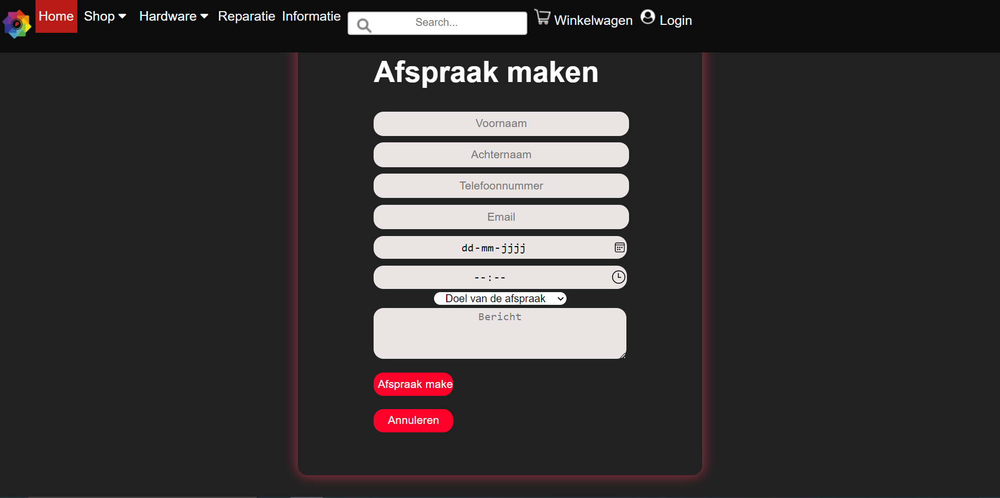 Home Shop Hardware Reparatie Informatie Search... Winkelwagen Login
Afspraak maken
Voornaam
Achternaam
Telefoonnummer
Email
dd-mm-jjjj
--:--
Doel van de afspraak
Bericht
Afspraak make
Annuleren